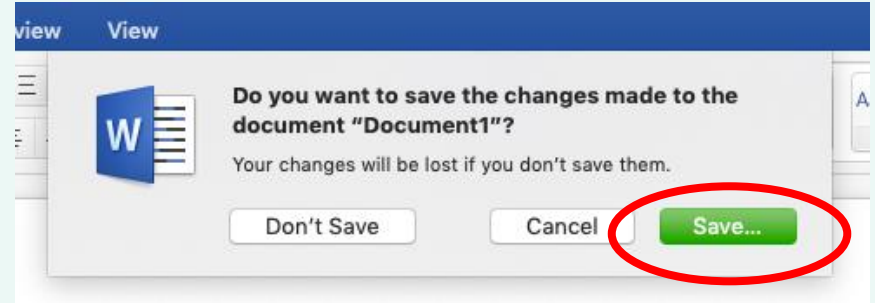 view View
Do you want to save the changes made to the
document “Document1”?
Your changes will be lost if you don’t save them.
Don’t Save Cancel Save...
W
A